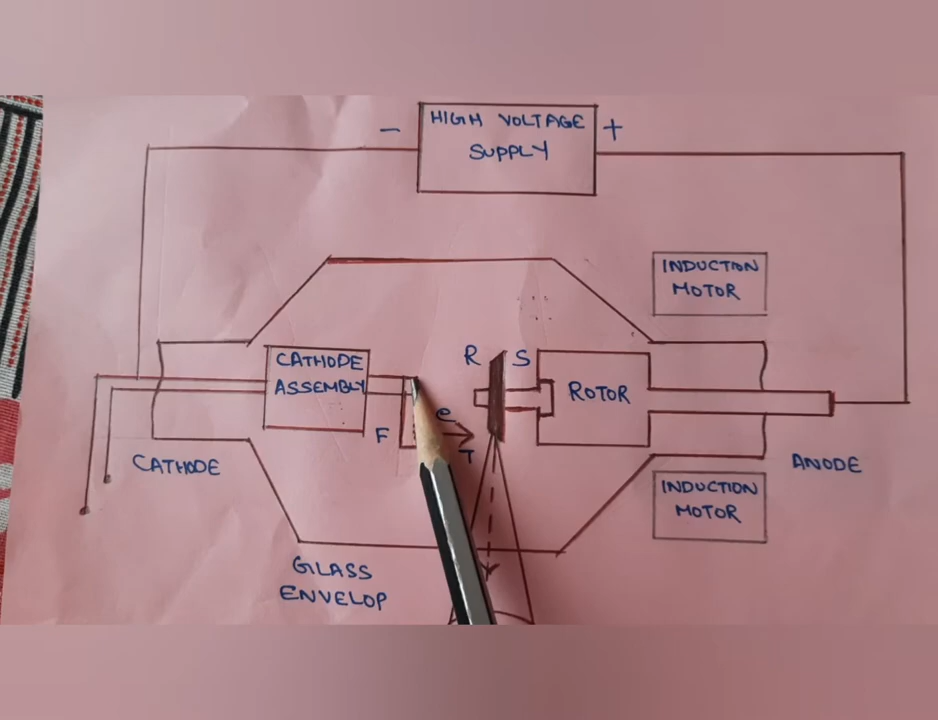 HIGH VOLTAGE
SUPPLY
-
+
INDUCTION
MOTOR
CATHODE
ASSEMBLY
R
S
ROTOR
F
e
T
CATHODE
ANODE
INDUCTION
MOTOR
GLASS
ENVELOP